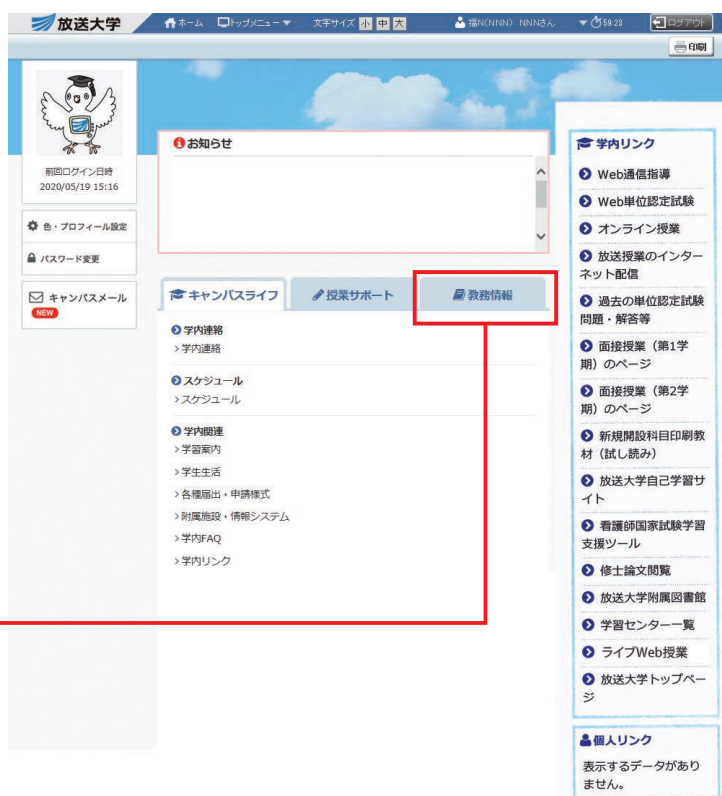 放送大学
ホーム トップメニュー▼ 文字サイズ 小 中 大 福N(NNN) NNNさん ▼ 59:28 ログアウト
印刷
前回ログイン日時
2020/05/19 15:16
色・プロフィール設定
パスワード変更
キャンパスメール
NEW
お知らせ
キャンパスライフ 授業サポート 教務情報
学内連絡
>学内連絡
スケジュール
>スケジュール
学内関連
>学習案内
>学生生活
>各種届出・申請様式
>附属施設・情報システム
>学内FAQ
>学内リンク
学内リンク
Web通信指導
Web単位認定試験
オンライン授業
放送授業のインター
ネット配信
過去の単位認定試験
問題・解答等
面接授業(第1学
期)のページ
面接授業(第2学
期)のページ
新規開設科目印刷教
材(試し読み)
放送大学自己学習サ
イト
看護師国家試験学習
支援ツール
修士論文閲覧
放送大学附属図書館
学習センター一覧
ライブWeb授業
放送大学トップペー
ジ
個人リンク
表示するデータがあり
ません。